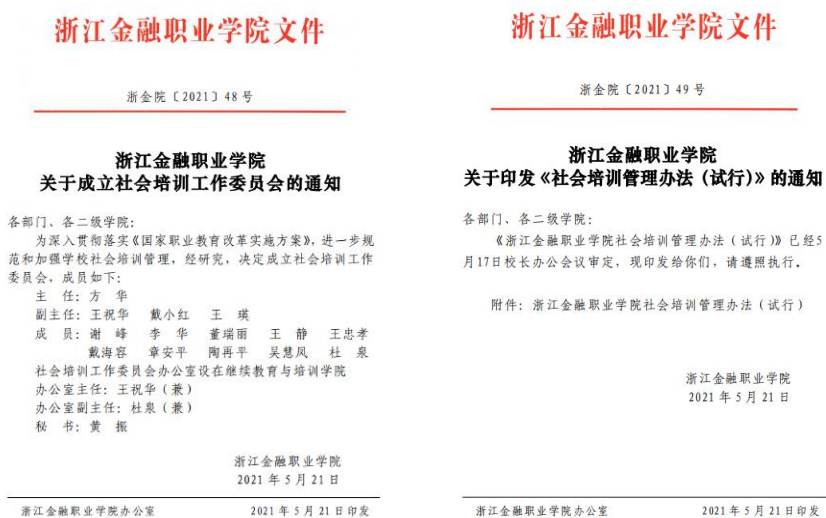 浙江金融职业学院文件
浙金院〔2021〕48号
浙江金融职业学院
关于成立社会培训工作委员会的通知
各部门、各二级学院：
为深入贯彻落实《国家职业教育改革实施方案》，进一步规
范和加强学校社会培训管理，经研究，决定成立社会培训工作
委员会，成员如下：
主　任：方　华
副主任：王祝华　戴小红　王　瑛
成　员：谢　峰　李　华　董瑞丽　王　静　王忠孝
戴海容　章安平　陶再平　吴慧凤　杜　泉
社会培训工作委员会办公室设在继续教育与培训学院
办公室主任：王祝华（兼）
办公室副主任：杜泉（兼）
秘　书：黄　振
浙江金融职业学院
2021年5月21日
浙江金融职业学院办公室　2021年5月21日印发
浙江金融职业学院文件
浙金院〔2021〕49号
浙江金融职业学院
关于印发《社会培训管理办法（试行）》的通知
各部门、各二级学院：
《浙江金融职业学院社会培训管理办法（试行）》已经5
月17日校长办公会议审定，现印发给你们，请遵照执行。
附件：浙江金融职业学院社会培训管理办法（试行）
浙江金融职业学院
2021年5月21日
浙江金融职业学院办公室　2021年5月21日印发